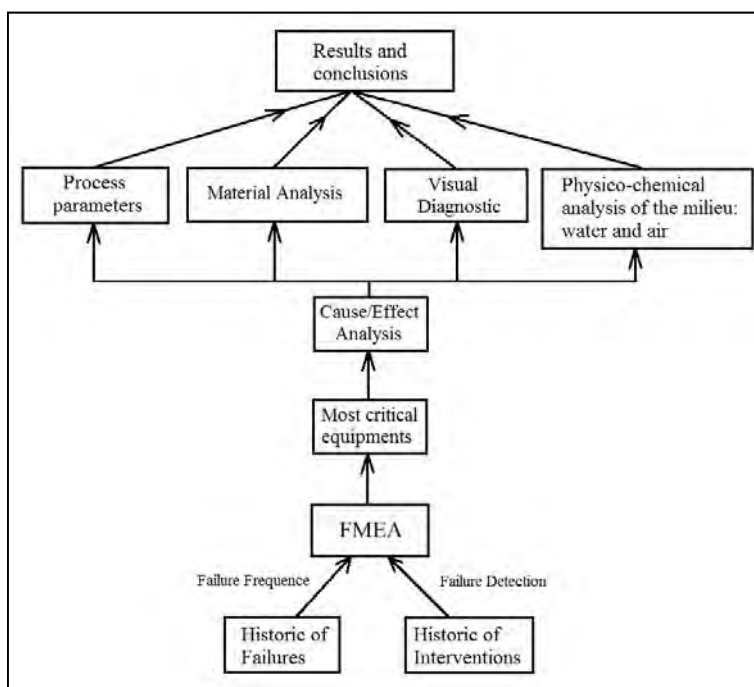 Results and
conclusions
Process
parameters
Material Analysis
Visual
Diagnostic
Physico-chemical
analysis of the milieu:
water and air
Cause/Effect
Analysis
Most critical
equipments
FMEA
Failure Frequence
Failure Detection
Historic of
Failures
Historic of
Interventions